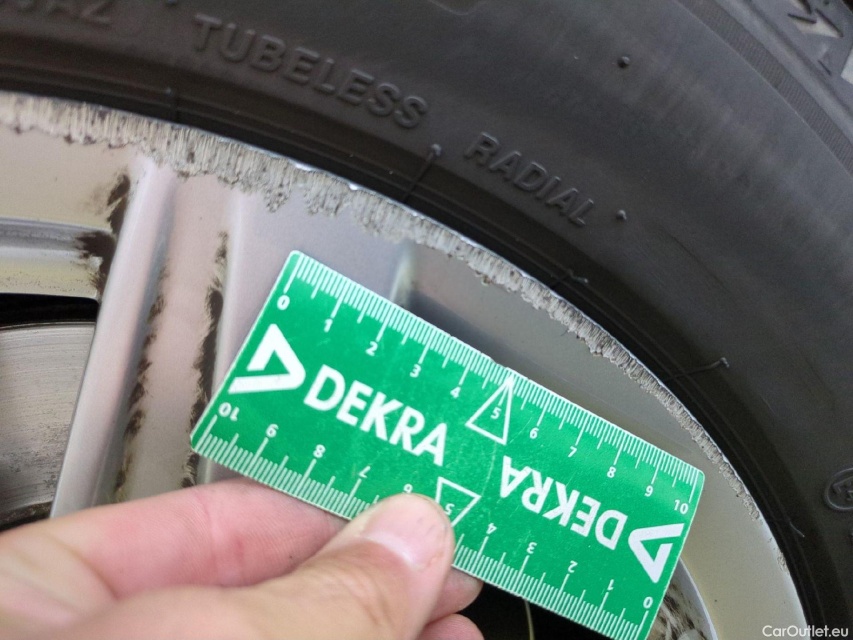 TUBELESS
RADIAL
0 1 2 3 4 5 6 7 8 9 10
DEKRA
DEKRA
10 9 8 7 6 5 4 3 2 1 0
CarOutlet.eu